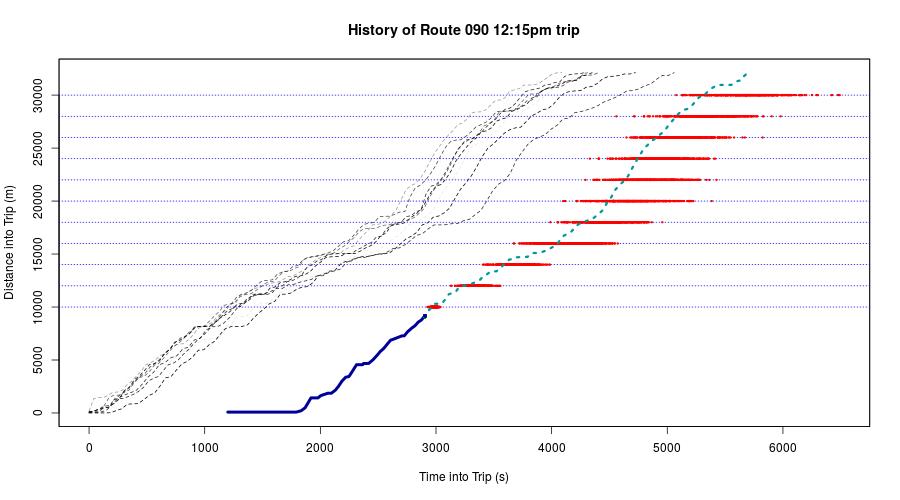 History of Route 090 12:15pm trip
Distance into Trip (m)
30000
25000
20000
15000
10000
5000
0
0 1000 2000 3000 4000 5000 6000
Time into Trip (s)